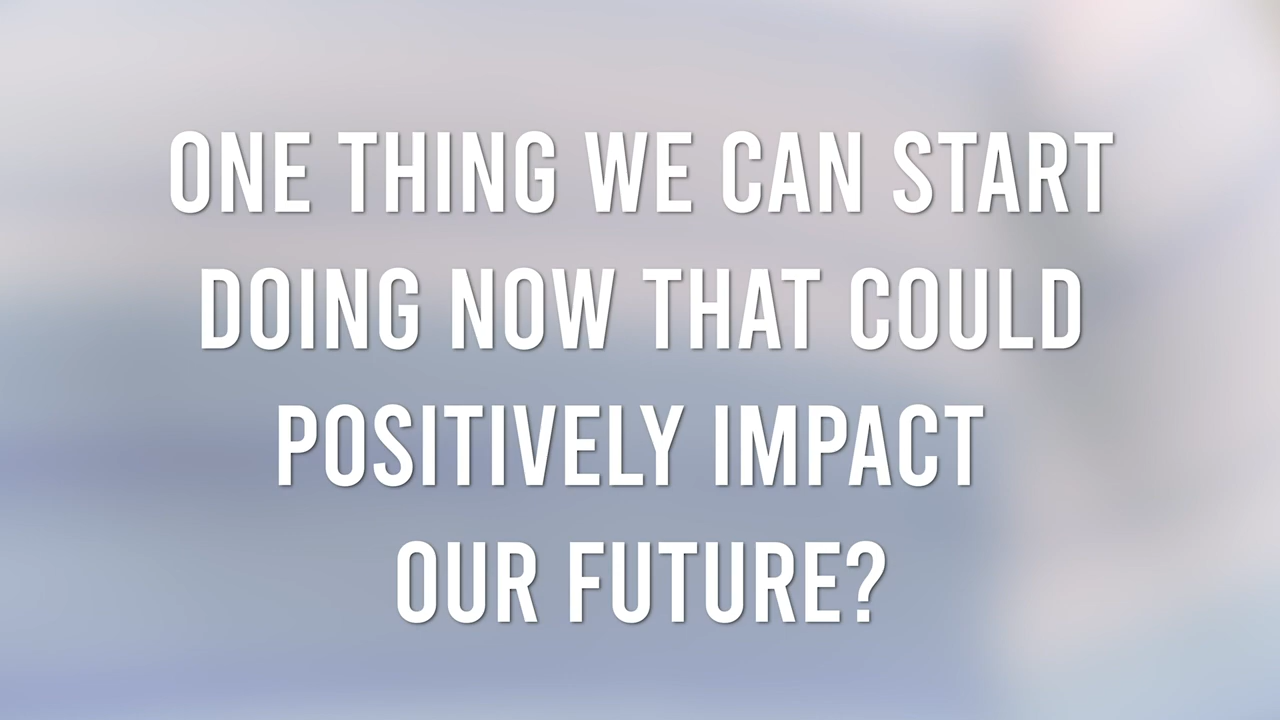 ONE THING WE CAN START
DOING NOW THAT COULD
POSITIVELY IMPACT
OUR FUTURE?